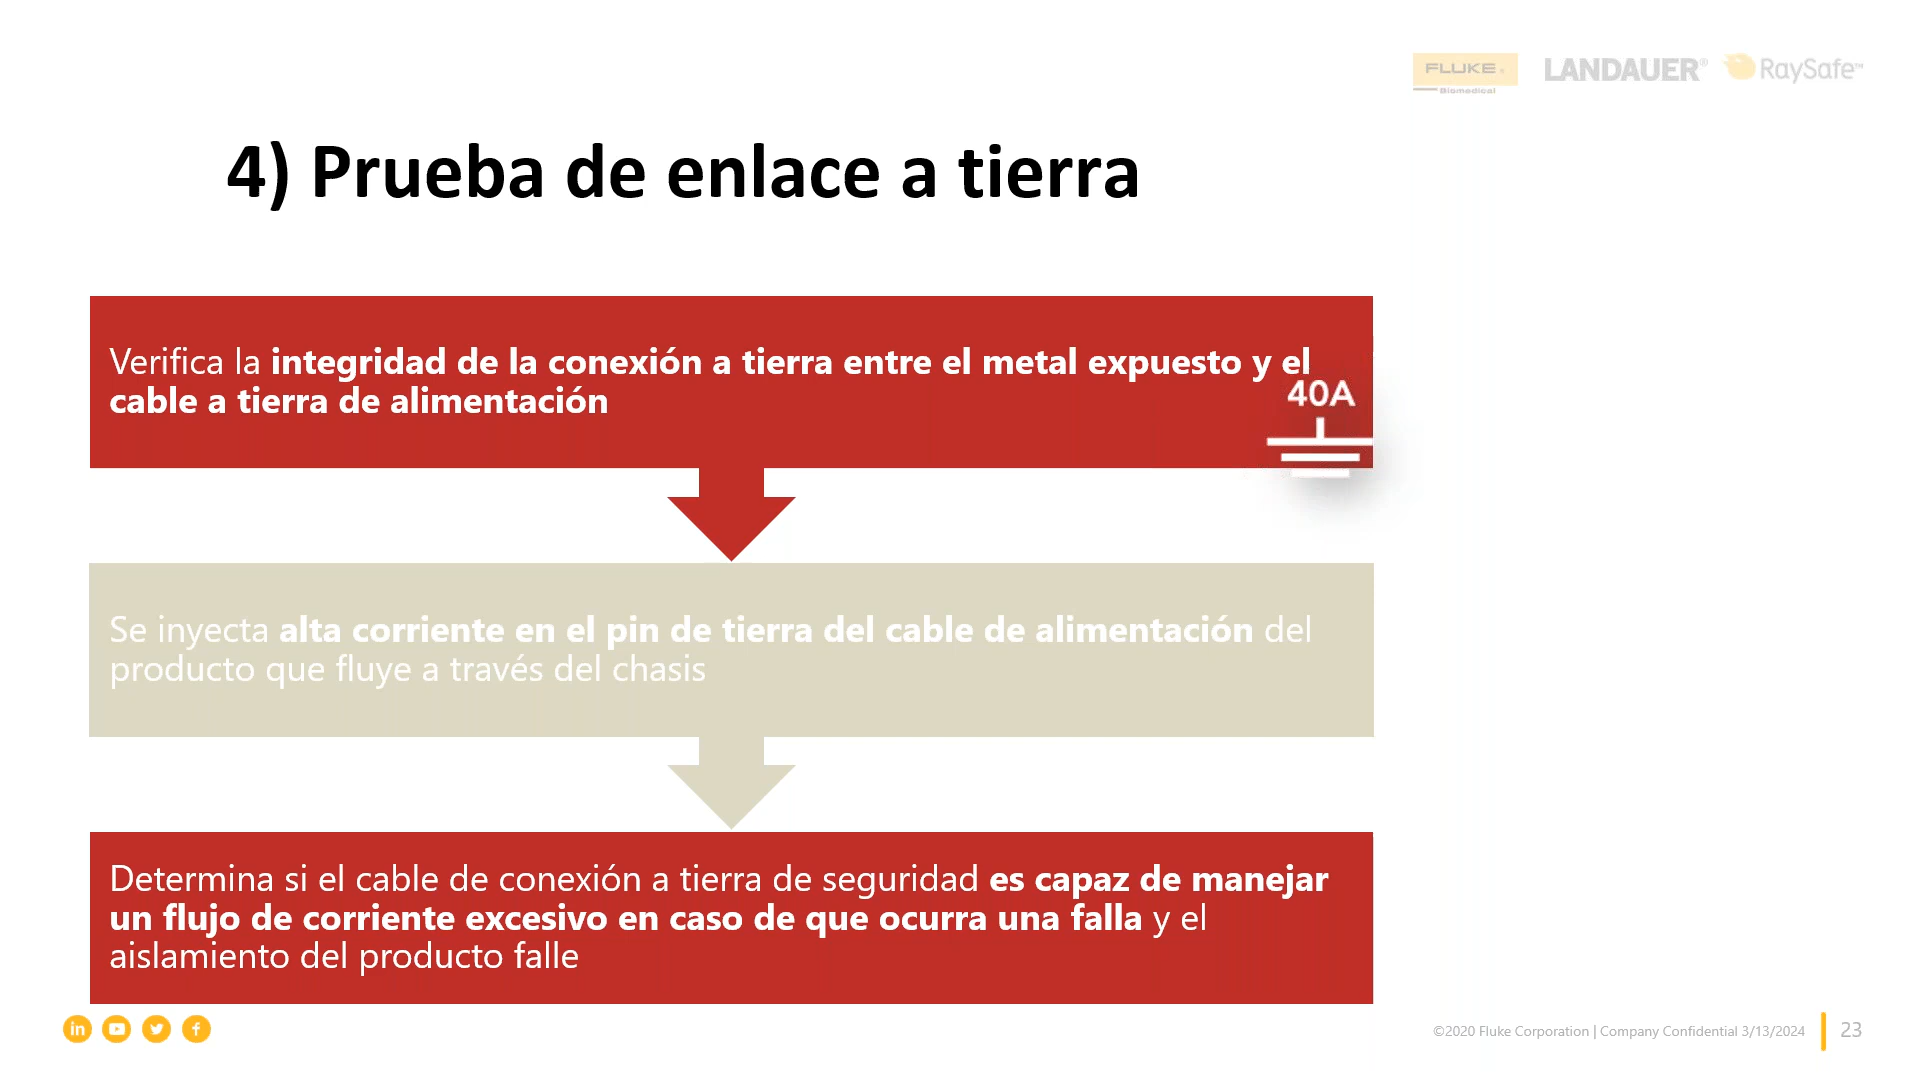 FLUKE®
Biomedical
LANDAUER®
RaySafe™
4) Prueba de enlace a tierra
Verifica la integridad de la conexión a tierra entre el metal expuesto y el
cable a tierra de alimentación
40A
Se inyecta alta corriente en el pin de tierra del cable de alimentación del
producto que fluye a través del chasis
Determina si el cable de conexión a tierra de seguridad es capaz de manejar
un flujo de corriente excesivo en caso de que ocurra una falla y el
aislamiento del producto falle
in
f
©2020 Fluke Corporation | Company Confidential 3/13/2024
23